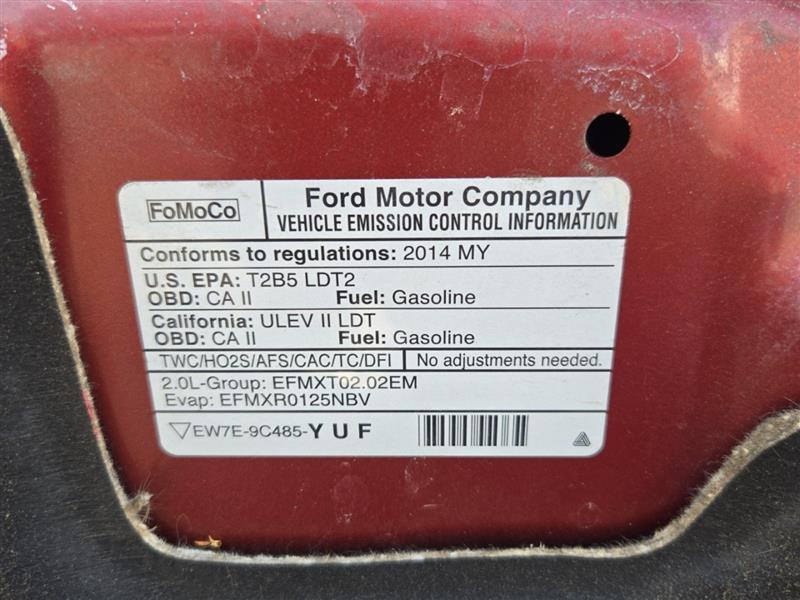 FoMoCo
Ford Motor Company
VEHICLE EMISSION CONTROL INFORMATION
Conforms to regulations: 2014 MY
U.S. EPA: T2B5 LDT2
OBD: CA II Fuel: Gasoline
California: ULEV II LDT
OBD: CA II Fuel: Gasoline
TWC/HO2S/AFS/CAC/TC/DFI No adjustments needed.
2.0L-Group: EFMXT02.02EM
Evap: EFMXR0125NBV
EW7E-9C485-YUF